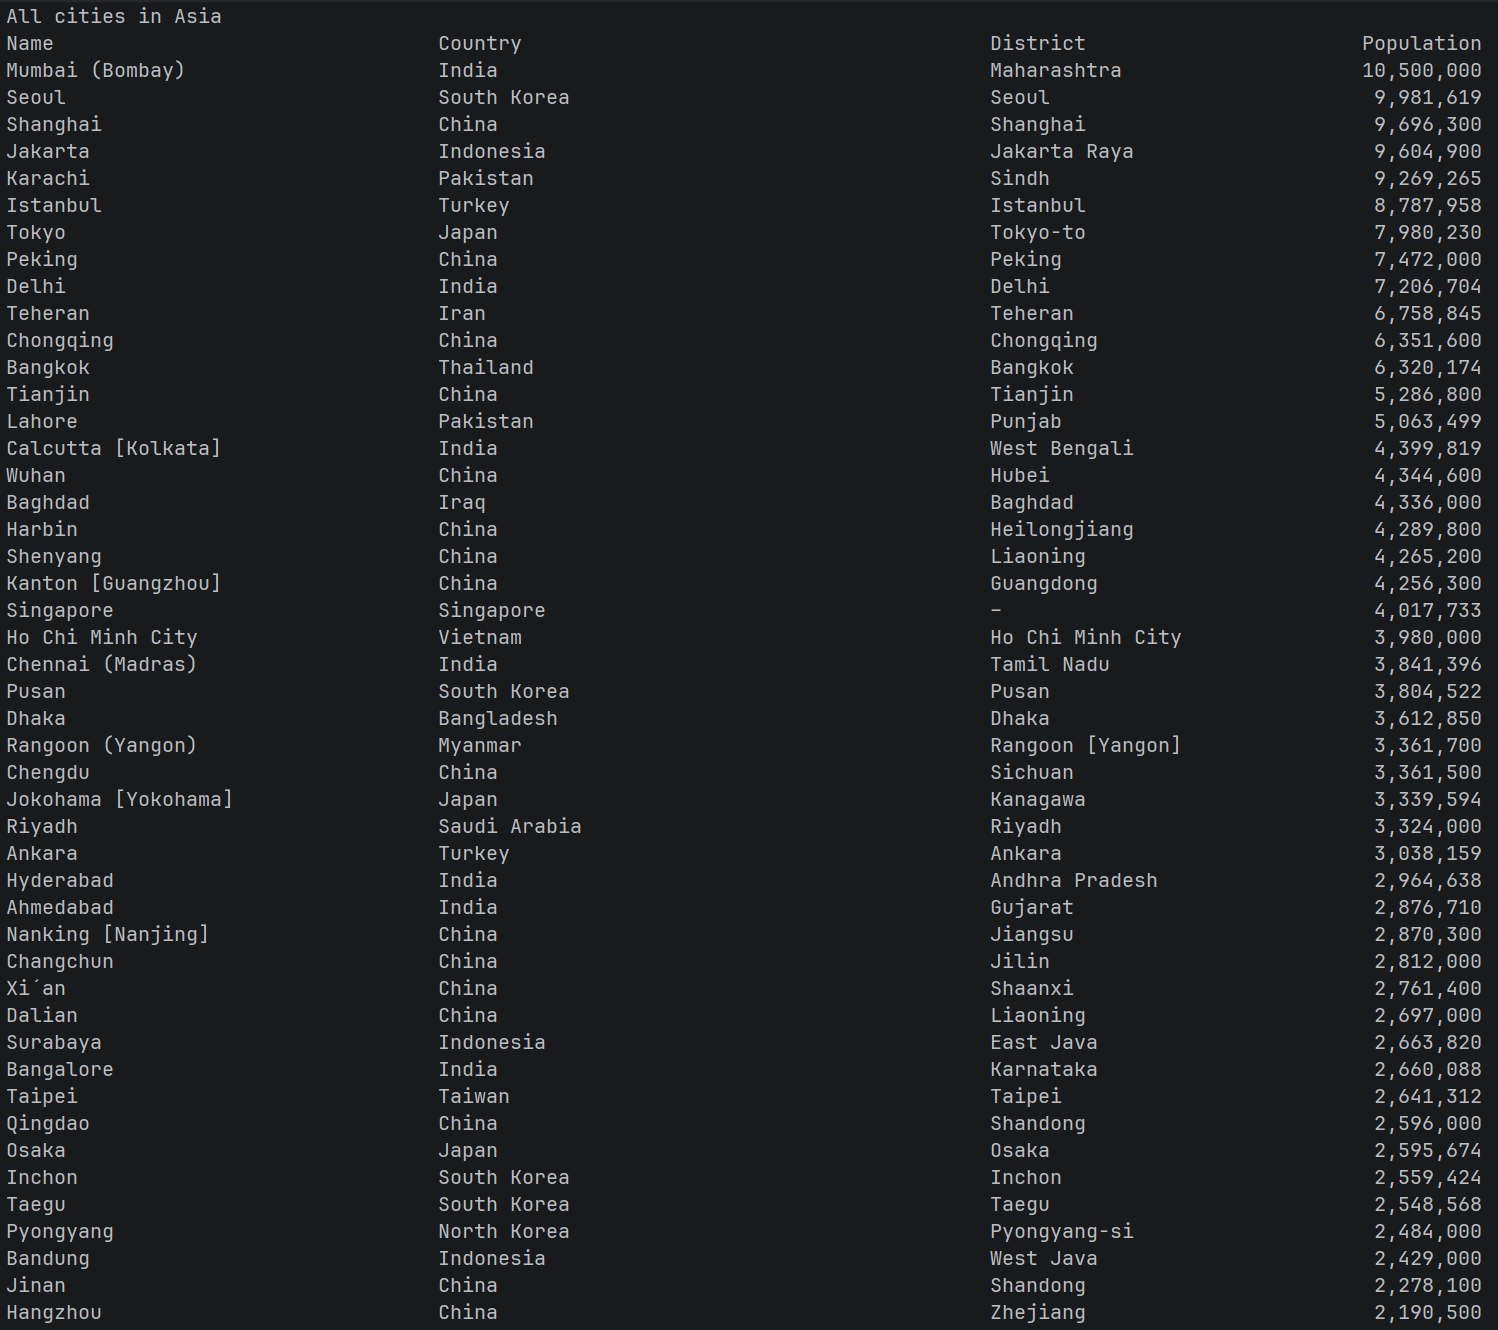 All cities in Asia
Name Country District Population
Mumbai (Bombay) India Maharashtra 10,500,000
Seoul South Korea Seoul 9,981,619
Shanghai China Shanghai 9,696,300
Jakarta Indonesia Jakarta Raya 9,604,900
Karachi Pakistan Sindh 9,269,265
Istanbul Turkey Istanbul 8,787,958
Tokyo Japan Tokyo-to 7,980,230
Peking China Peking 7,472,000
Delhi India Delhi 7,206,704
Teheran Iran Teheran 6,758,845
Chongqing China Chongqing 6,351,600
Bangkok Thailand Bangkok 6,320,174
Tianjin China Tianjin 5,286,800
Lahore Pakistan Punjab 5,063,499
Calcutta [Kolkata] India West Bengali 4,399,819
Wuhan China Hubei 4,344,600
Baghdad Iraq Baghdad 4,336,000
Harbin China Heilongjiang 4,289,800
Shenyang China Liaoning 4,265,200
Kanton [Guangzhou] China Guangdong 4,256,300
Singapore Singapore – 4,017,733
Ho Chi Minh City Vietnam Ho Chi Minh City 3,980,000
Chennai (Madras) India Tamil Nadu 3,841,396
Pusan South Korea Pusan 3,804,522
Dhaka Bangladesh Dhaka 3,612,850
Rangoon (Yangon) Myanmar Rangoon [Yangon] 3,361,700
Chengdu China Sichuan 3,361,500
Jokohama [Yokohama] Japan Kanagawa 3,339,594
Riyadh Saudi Arabia Riyadh 3,324,000
Ankara Turkey Ankara 3,038,159
Hyderabad India Andhra Pradesh 2,964,638
Ahmedabad India Gujarat 2,876,710
Nanking [Nanjing] China Jiangsu 2,870,300
Changchun China Jilin 2,812,000
Xi´an China Shaanxi 2,761,400
Dalian China Liaoning 2,697,000
Surabaya Indonesia East Java 2,663,820
Bangalore India Karnataka 2,660,088
Taipei Taiwan Taipei 2,641,312
Qingdao China Shandong 2,596,000
Osaka Japan Osaka 2,595,674
Inchon South Korea Inchon 2,559,424
Taegu South Korea Taegu 2,548,568
Pyongyang North Korea Pyongyang-si 2,484,000
Bandung Indonesia West Java 2,429,000
Jinan China Shandong 2,278,100
Hangzhou China Zhejiang 2,190,500